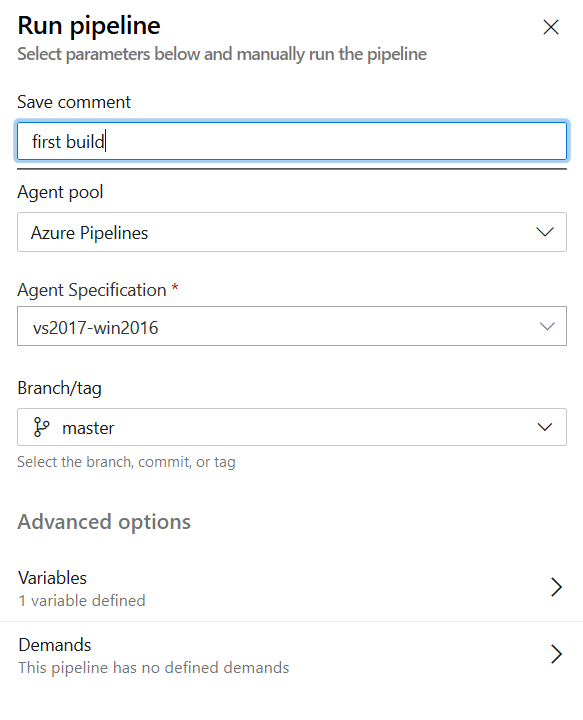 Run pipeline
Select parameters below and manually run the pipeline
Save comment
first build
Agent pool
Azure Pipelines
Agent Specification *
vs2017-win2016
Branch/tag
master
Select the branch, commit, or tag
Advanced options
Variables
1 variable defined
Demands
This pipeline has no defined demands